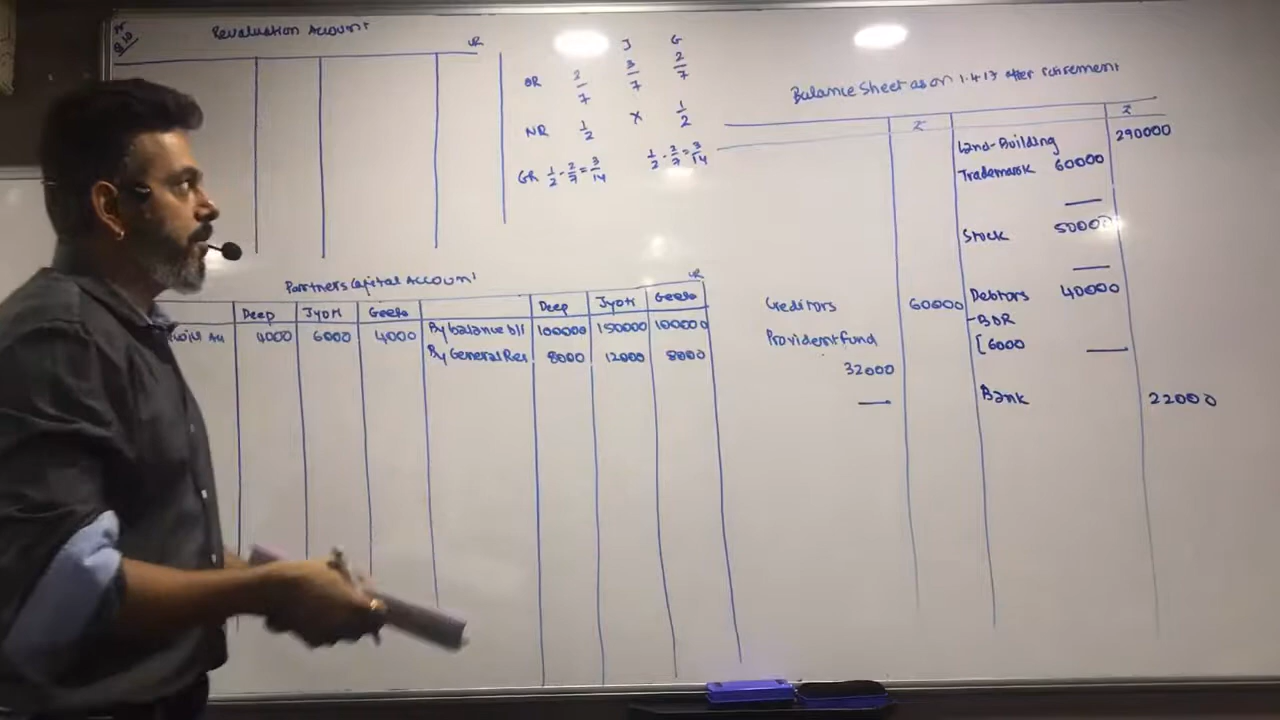 Revaluation Account
CR
J G
OR 2/7 3/7 2/7
NR 1/2 X 1/2
GR 1/2 - 2/7 = 3/14 1/2 - 2/7 = 3/14
Partners Capital Account
CR
Deep Jyoti Geeta Deep Jyoti Geeta
4000 6000 4000 By balance b/f 100000 150000 100000
By General Res 8000 12000 8000
Balance Sheet as on 1.4.17 after retirement
₹ ₹
Land-Building 290000
Trademark 60000
Stock 50000
Creditors 60000 Debtors 40000
Provident fund -BDR
[6000
32000
Bank 22000